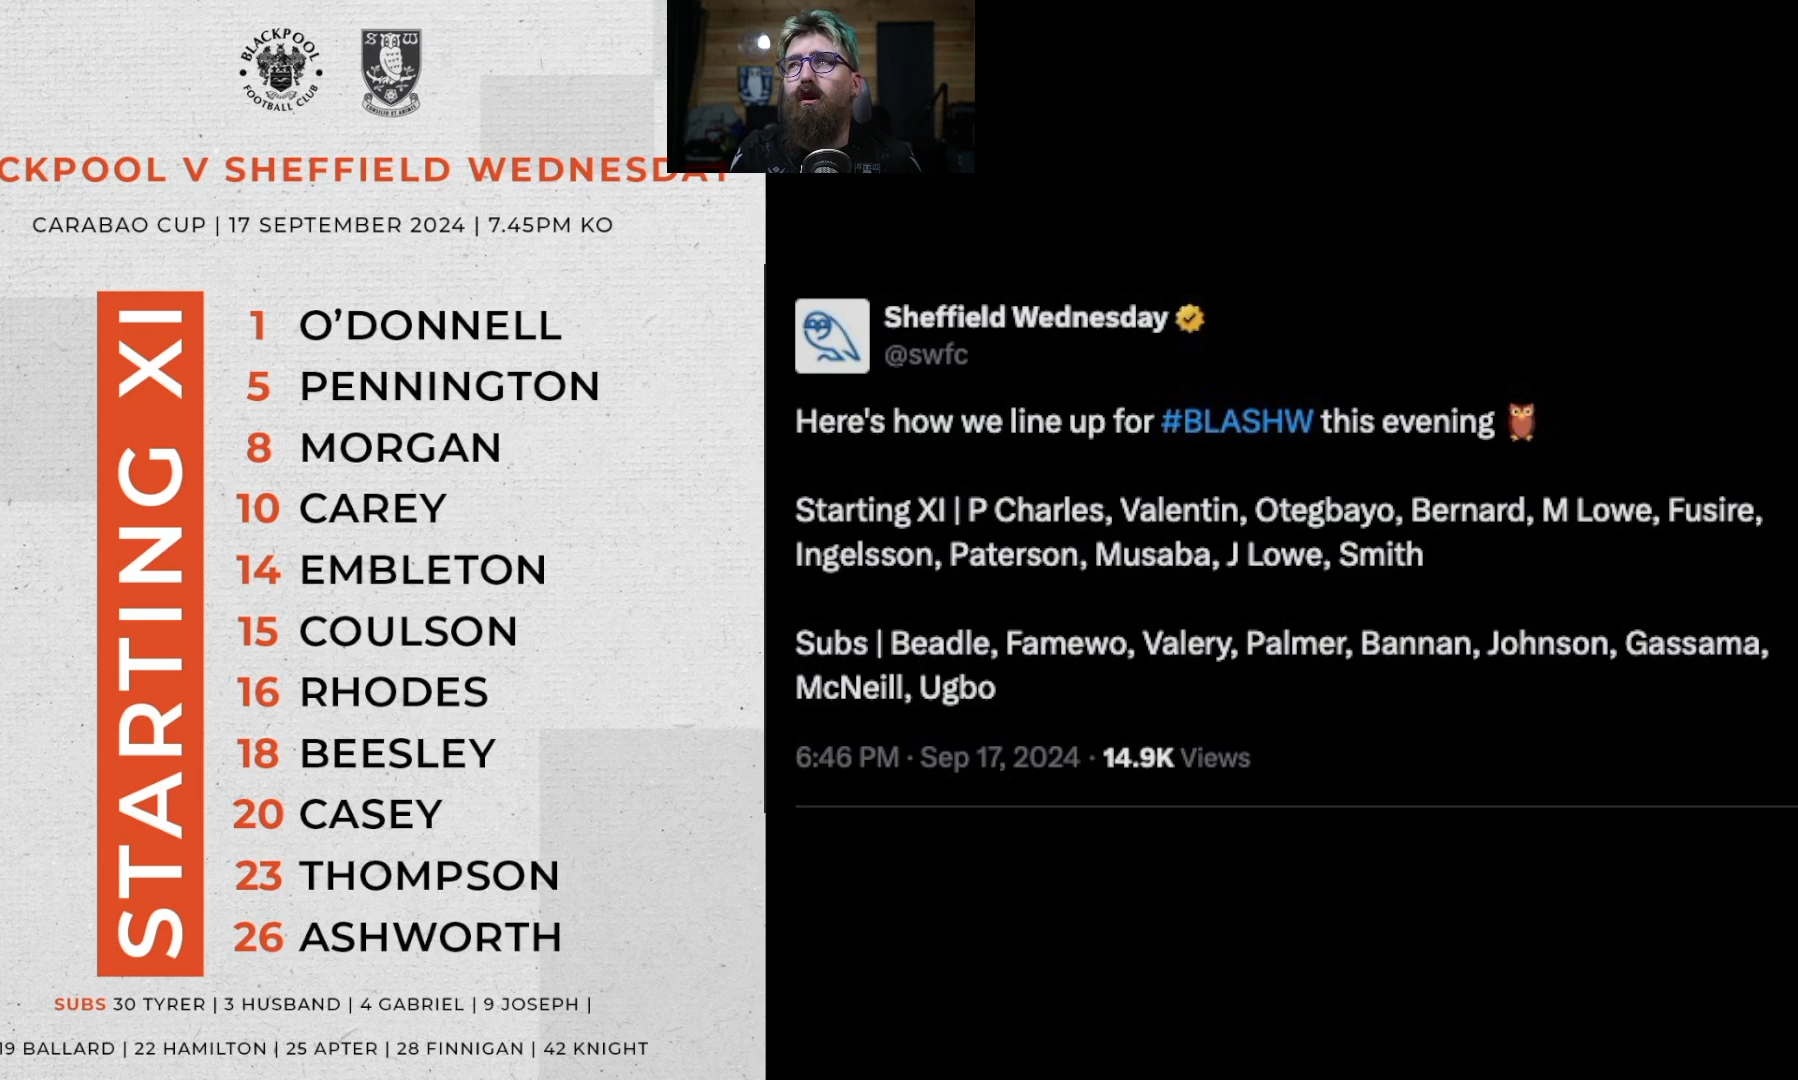 BLACKPOOL
FOOTBALL CLUB
S W
CKPOOL V SHEFFIELD WEDNESDAY
CARABAO CUP | 17 SEPTEMBER 2024 | 7.45PM KO
STARTING XI
1 O’DONNELL
5 PENNINGTON
8 MORGAN
10 CAREY
14 EMBLETON
15 COULSON
16 RHODES
18 BEESLEY
20 CASEY
23 THOMPSON
26 ASHWORTH
SUBS 30 TYRER | 3 HUSBAND | 4 GABRIEL | 9 JOSEPH |
19 BALLARD | 22 HAMILTON | 25 APTER | 28 FINNIGAN | 42 KNIGHT
Sheffield Wednesday
@swfc
Here's how we line up for #BLASHW this evening 🦉
Starting XI | P Charles, Valentin, Otegbayo, Bernard, M Lowe, Fusire,
Ingelsson, Paterson, Musaba, J Lowe, Smith
Subs | Beadle, Famewo, Valery, Palmer, Bannan, Johnson, Gassama,
McNeill, Ugbo
6:46 PM · Sep 17, 2024 · 14.9K Views